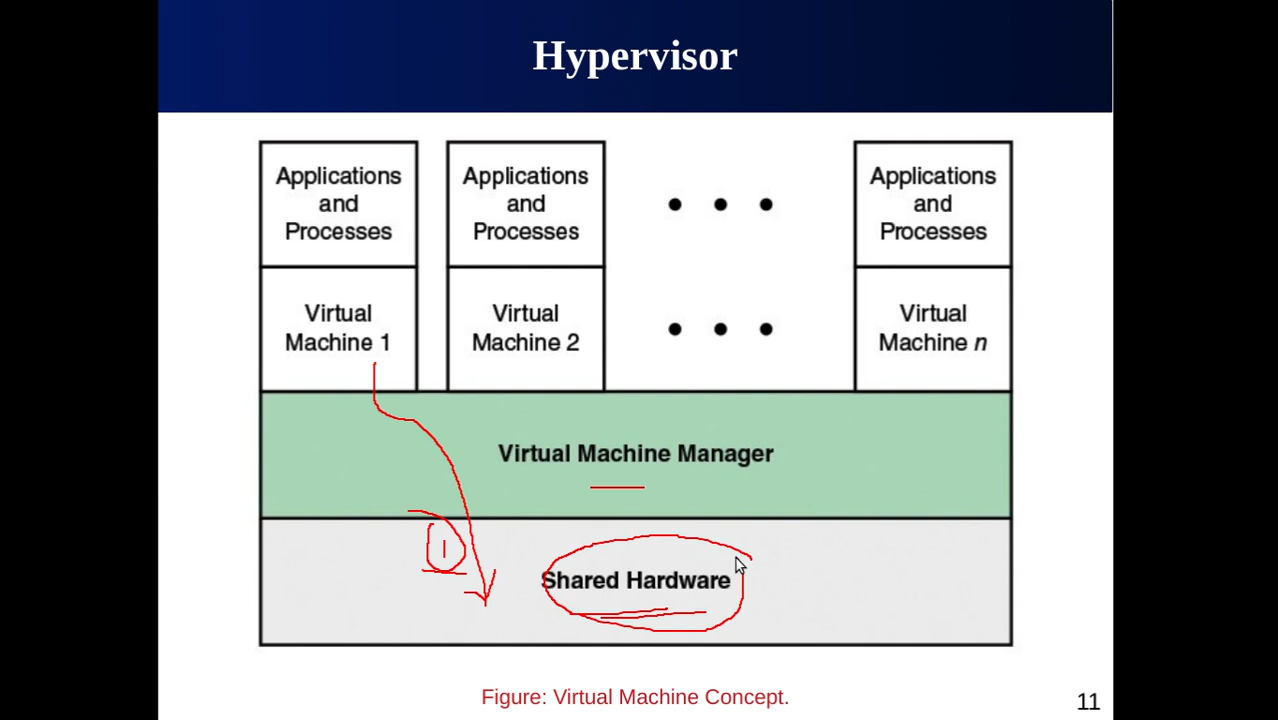 Hypervisor
Applications
and
Processes
Applications
and
Processes
Applications
and
Processes
Virtual
Machine 1
Virtual
Machine 2
Virtual
Machine n
Virtual Machine Manager
1
Shared Hardware
Figure: Virtual Machine Concept.
11